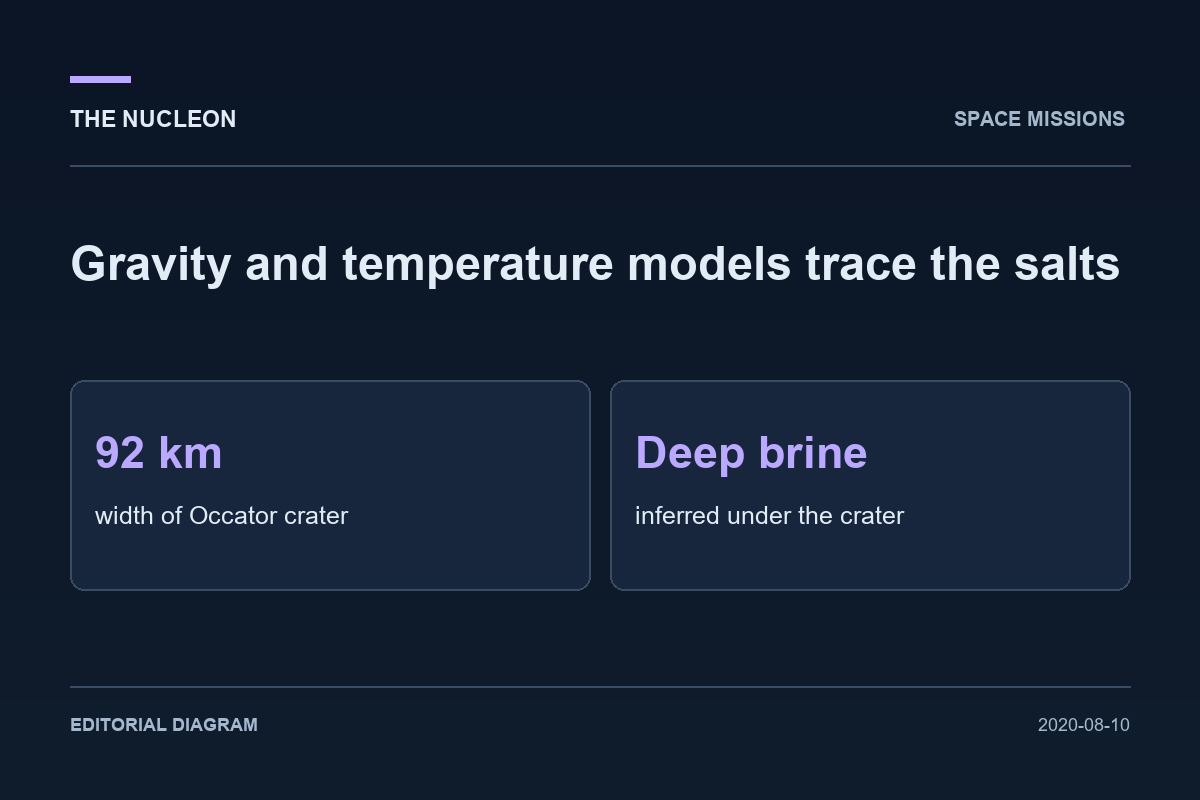 THE NUCLEON
SPACE MISSIONS
Gravity and temperature models trace the salts
92 km
width of Occator crater
Deep brine
inferred under the crater
EDITORIAL DIAGRAM
2020-08-10